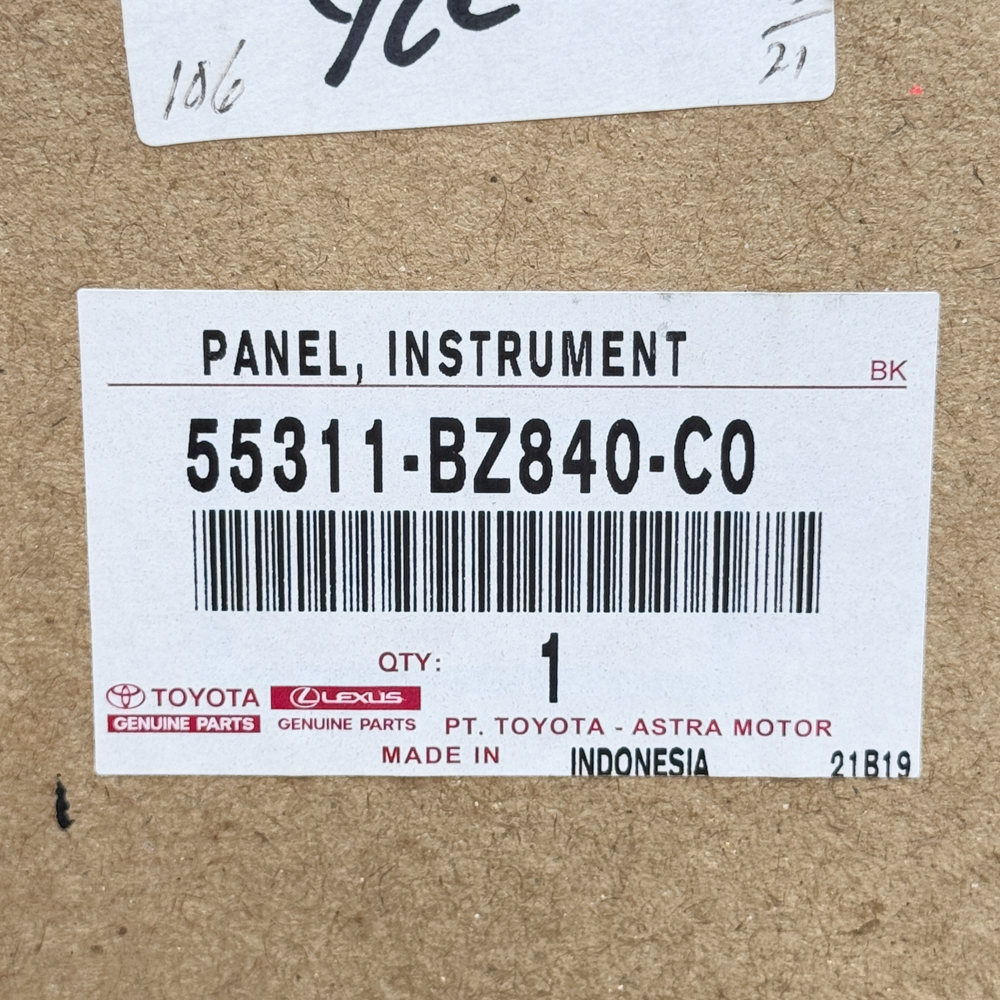 106
21
PANEL, INSTRUMENT
BK
55311-BZ840-C0
QTY: 1
TOYOTA LEXUS
GENUINE PARTS GENUINE PARTS PT. TOYOTA - ASTRA MOTOR
MADE IN INDONESIA 21B19